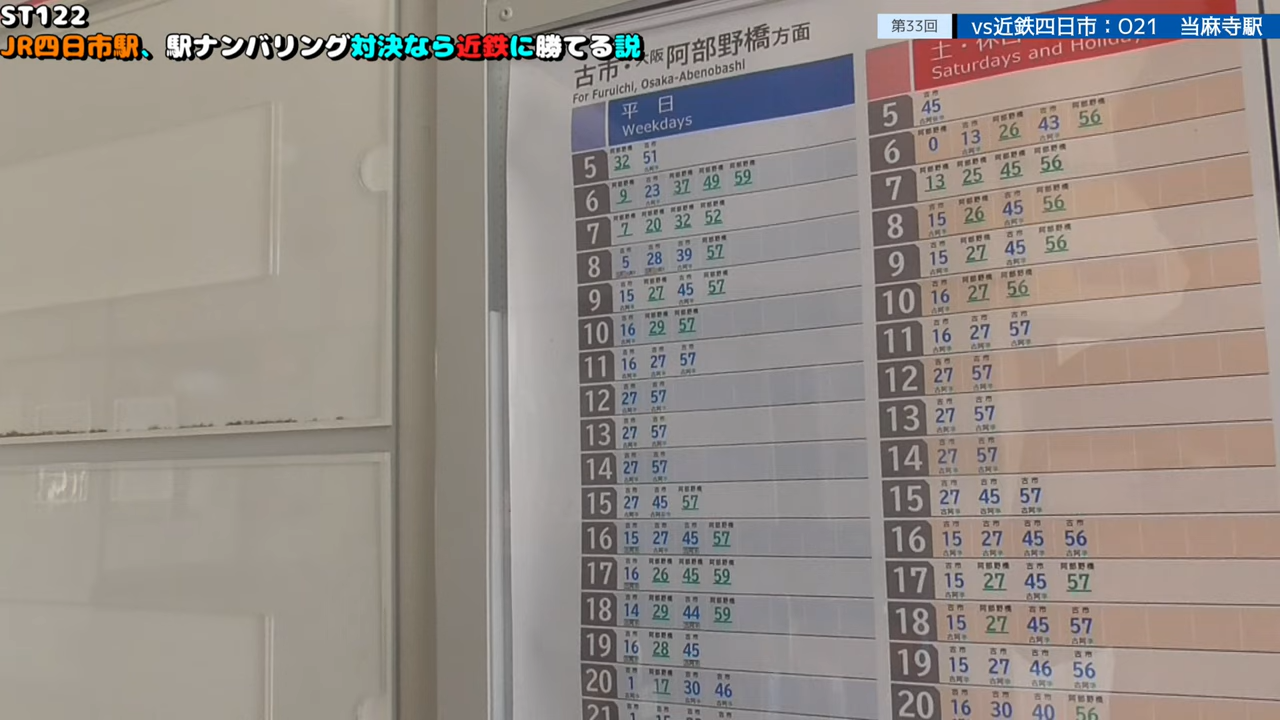 ST122
JR四日市駅、駅ナンバリング対決なら近鉄に勝てる説
第33回 vs近鉄四日市：O21 当麻寺駅
古市・大阪阿部野橋方面
For Furuichi, Osaka-Abenobashi
平日
Weekdays
5 32 51
6 9 23 37 49 59
7 7 20 32 52
8 5 28 39 57
9 15 27 45 57
10 16 29 57
11 16 27 57
12 27 57
13 27 57
14 27 57
15 27 45 57
16 15 27 45 57
17 16 26 45 59
18 14 29 44 59
19 16 28 45
20 1 17 30 46
21
土・休日
Saturdays and Holidays
5 45
6 0 13 26 43 56
7 13 25 45 56
8 15 26 45 56
9 15 27 45 56
10 16 27 56
11 16 27 57
12 27 57
13 27 57
14 27 57
15 27 45 57
16 15 27 45 56
17 15 27 45 57
18 15 27 45 57
19 15 27 46 56
20 16 30 40 56